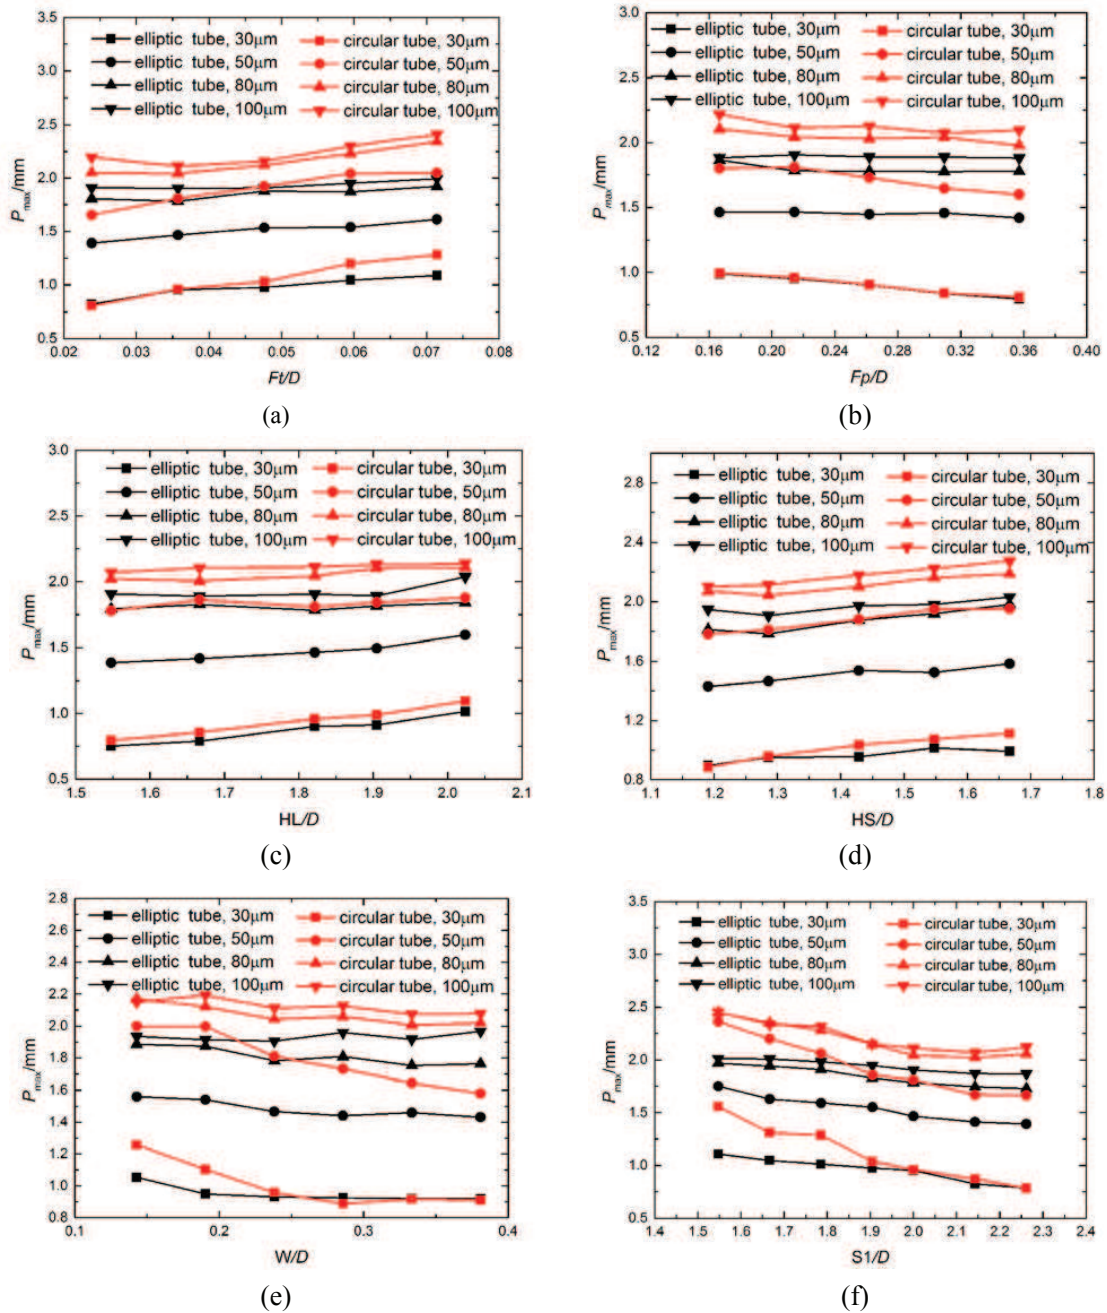 3.5
3.0
2.5
2.0
1.5
1.0
0.5
P max/mm
elliptic tube, 30μm
elliptic tube, 50μm
elliptic tube, 80μm
elliptic tube, 100μm
circular tube, 30μm
circular tube, 50μm
circular tube, 80μm
circular tube, 100μm
0.02 0.03 0.04 0.05 0.06 0.07 0.08
Ft/D
(a)
3.0
2.5
2.0
1.5
1.0
0.5
P max/mm
elliptic tube, 30μm
elliptic tube, 50μm
elliptic tube, 80μm
elliptic tube, 100μm
circular tube, 30μm
circular tube, 50μm
circular tube, 80μm
circular tube, 100μm
0.12 0.16 0.20 0.24 0.28 0.32 0.36 0.40
Fp/D
(b)
3.0
2.5
2.0
1.5
1.0
0.5
P max/mm
elliptic tube, 30μm
elliptic tube, 50μm
elliptic tube, 80μm
elliptic tube, 100μm
circular tube, 30μm
circular tube, 50μm
circular tube, 80μm
circular tube, 100μm
1.5 1.6 1.7 1.8 1.9 2.0 2.1
HL/D
(c)
2.8
2.4
2.0
1.6
1.2
0.8
P max/mm
elliptic tube, 30μm
elliptic tube, 50μm
elliptic tube, 80μm
elliptic tube, 100μm
circular tube, 30μm
circular tube, 50μm
circular tube, 80μm
circular tube, 100μm
1.1 1.2 1.3 1.4 1.5 1.6 1.7 1.8
HS/D
(d)
2.8
2.6
2.4
2.2
2.0
1.8
1.6
1.4
1.2
1.0
0.8
P max/mm
elliptic tube, 30μm
elliptic tube, 50μm
elliptic tube, 80μm
elliptic tube, 100μm
circular tube, 30μm
circular tube, 50μm
circular tube, 80μm
circular tube, 100μm
0.1 0.2 0.3 0.4
W/D
(e)
3.5
3.0
2.5
2.0
1.5
1.0
0.5
P max/mm
elliptic tube, 30μm
elliptic tube, 50μm
elliptic tube, 80μm
elliptic tube, 100μm
circular tube, 30μm
circular tube, 50μm
circular tube, 80μm
circular tube, 100μm
1.4 1.5 1.6 1.7 1.8 1.9 2.0 2.1 2.2 2.3 2.4
S1/D
(f)